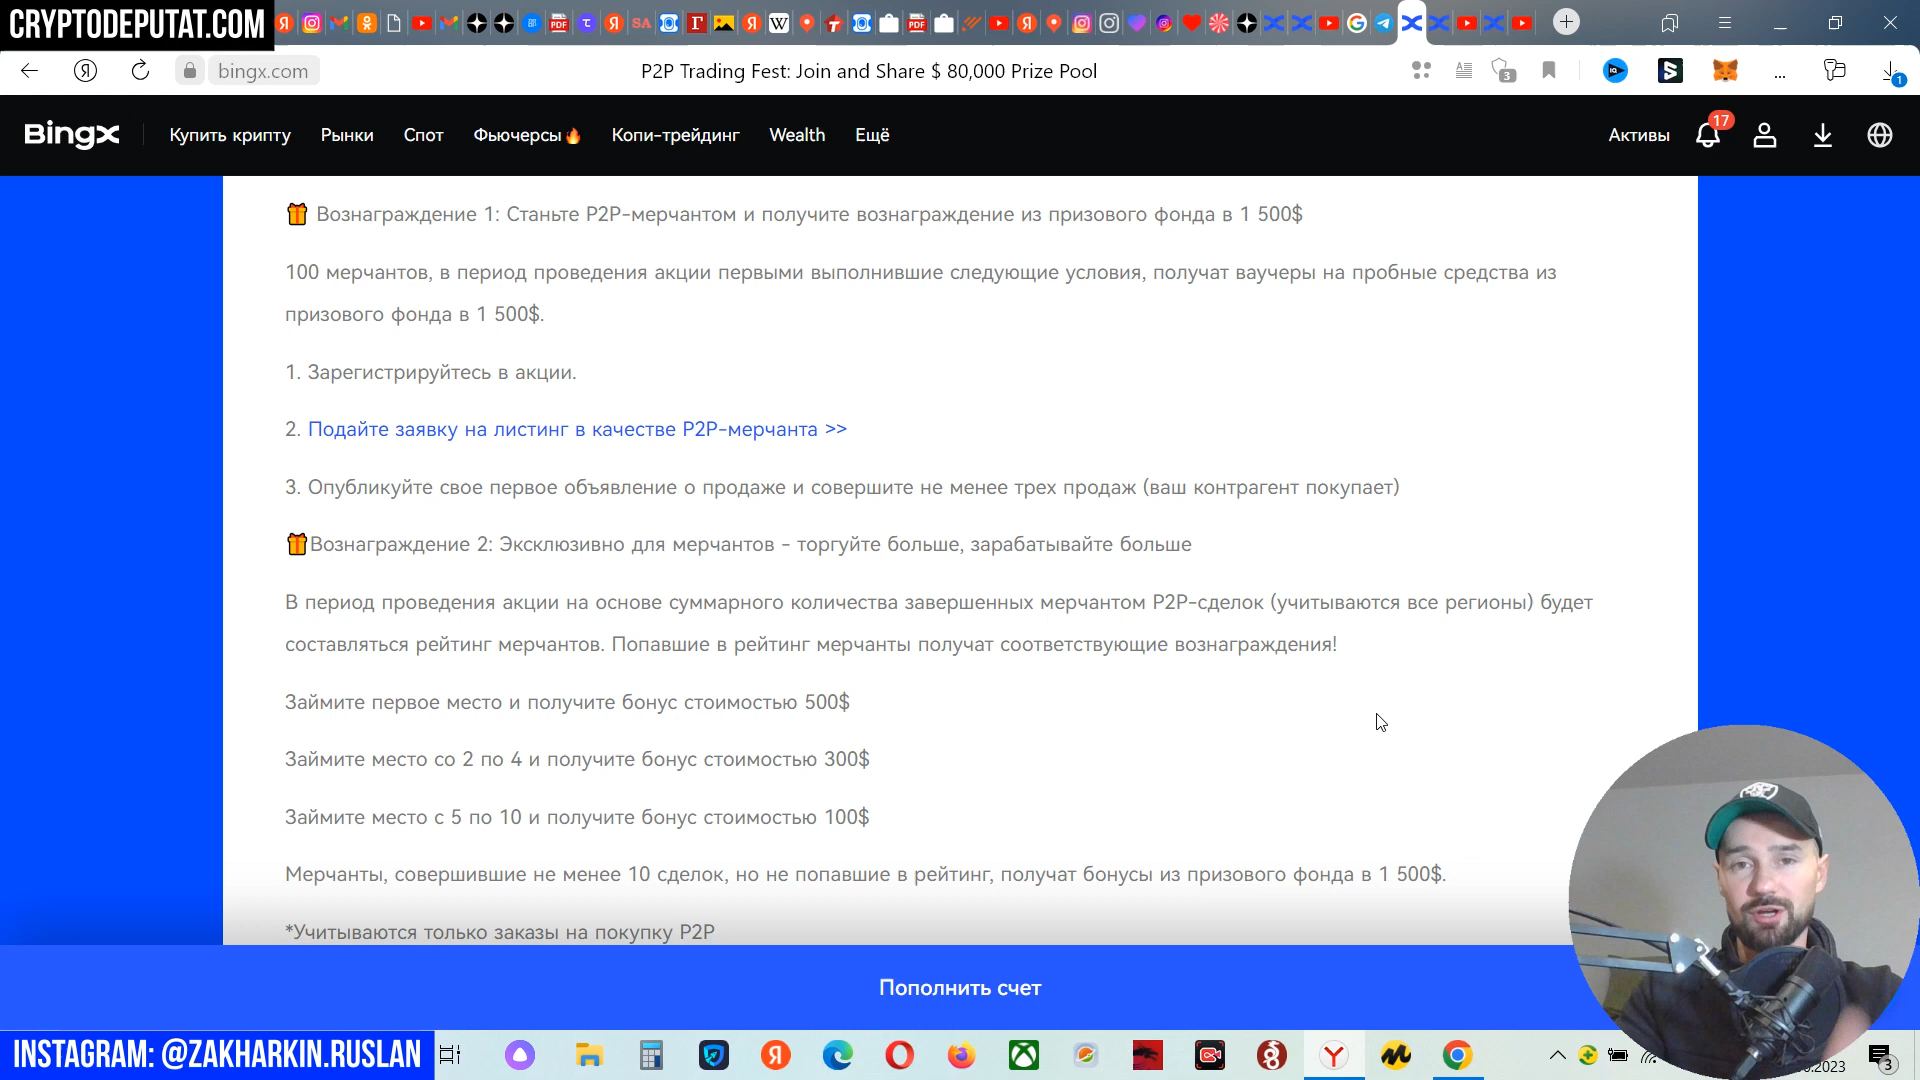 CRYPTODEPUTAT.COM
bingx.com
P2P Trading Fest: Join and Share $ 80,000 Prize Pool
3
1
BingX
Купить крипту
Рынки
Спот
Фьючерсы
Копи-трейдинг
Wealth
Ещё
Активы
17
Вознаграждение 1: Станьте P2P-мерчантом и получите вознаграждение из призового фонда в 1 500$
100 мерчантов, в период проведения акции первыми выполнившие следующие условия, получат ваучеры на пробные средства из
призового фонда в 1 500$.
1. Зарегистрируйтесь в акции.
2. Подайте заявку на листинг в качестве P2P-мерчанта >>
3. Опубликуйте свое первое объявление о продаже и совершите не менее трех продаж (ваш контрагент покупает)
Вознаграждение 2: Эксклюзивно для мерчантов - торгуйте больше, зарабатывайте больше
В период проведения акции на основе суммарного количества завершенных мерчантом P2P-сделок (учитываются все регионы) будет
составляться рейтинг мерчантов. Попавшие в рейтинг мерчанты получат соответствующие вознаграждения!
Займите первое место и получите бонус стоимостью 500$
Займите место со 2 по 4 и получите бонус стоимостью 300$
Займите место с 5 по 10 и получите бонус стоимостью 100$
Мерчанты, совершившие не менее 10 сделок, но не попавшие в рейтинг, получат бонусы из призового фонда в 1 500$.
*Учитываются только заказы на покупку P2P
Пополнить счет
INSTAGRAM: @ZAKHARKIN.RUSLAN
3